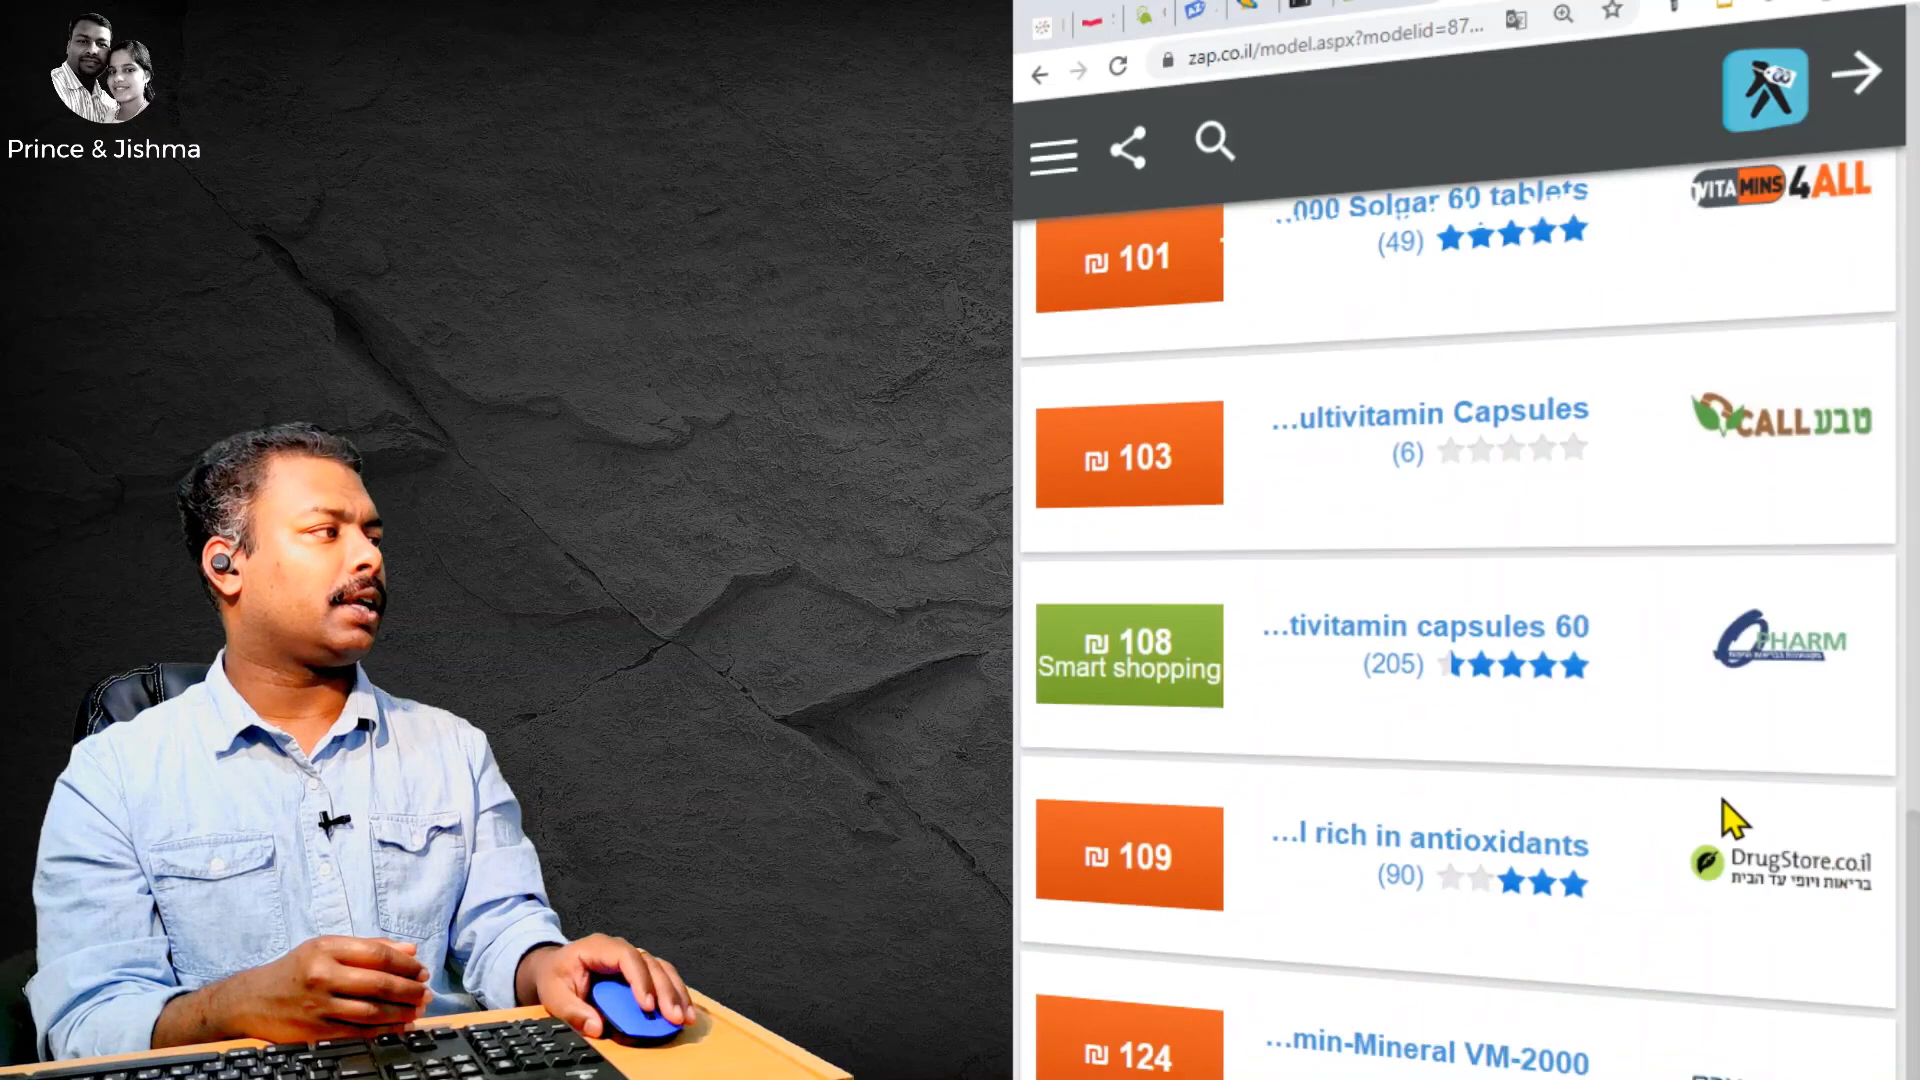 Prince & Jishma
zap.co.il/model.aspx?modelid=87...
...000 Solgar 60 tablets
VITAMINS 4ALL
(49)
₪ 101
...ultivitamin Capsules
CALL טבע
(6)
₪ 103
...tivitamin capsules 60
PHARM
(205)
₪ 108
Smart shopping
...l rich in antioxidants
DrugStore.co.il
בריאות ויופי עד הבית
(90)
₪ 109
...min-Mineral VM-2000
₪ 124